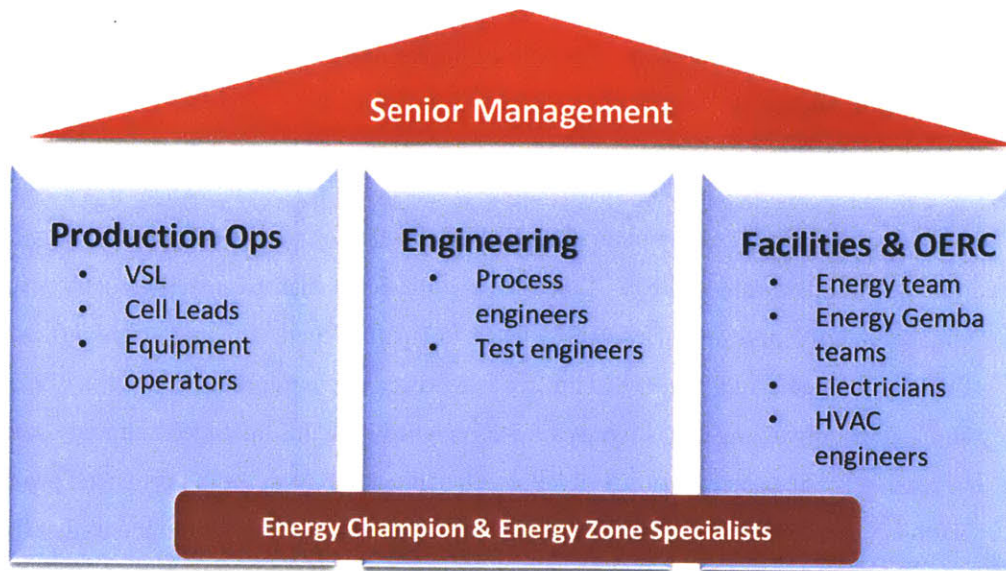 Senior Management
Production Ops
• VSL
• Cell Leads
• Equipment
operators
Engineering
• Process
engineers
• Test engineers
Facilities & OERC
• Energy team
• Energy Gemba
teams
• Electricians
• HVAC
engineers
Energy Champion & Energy Zone Specialists